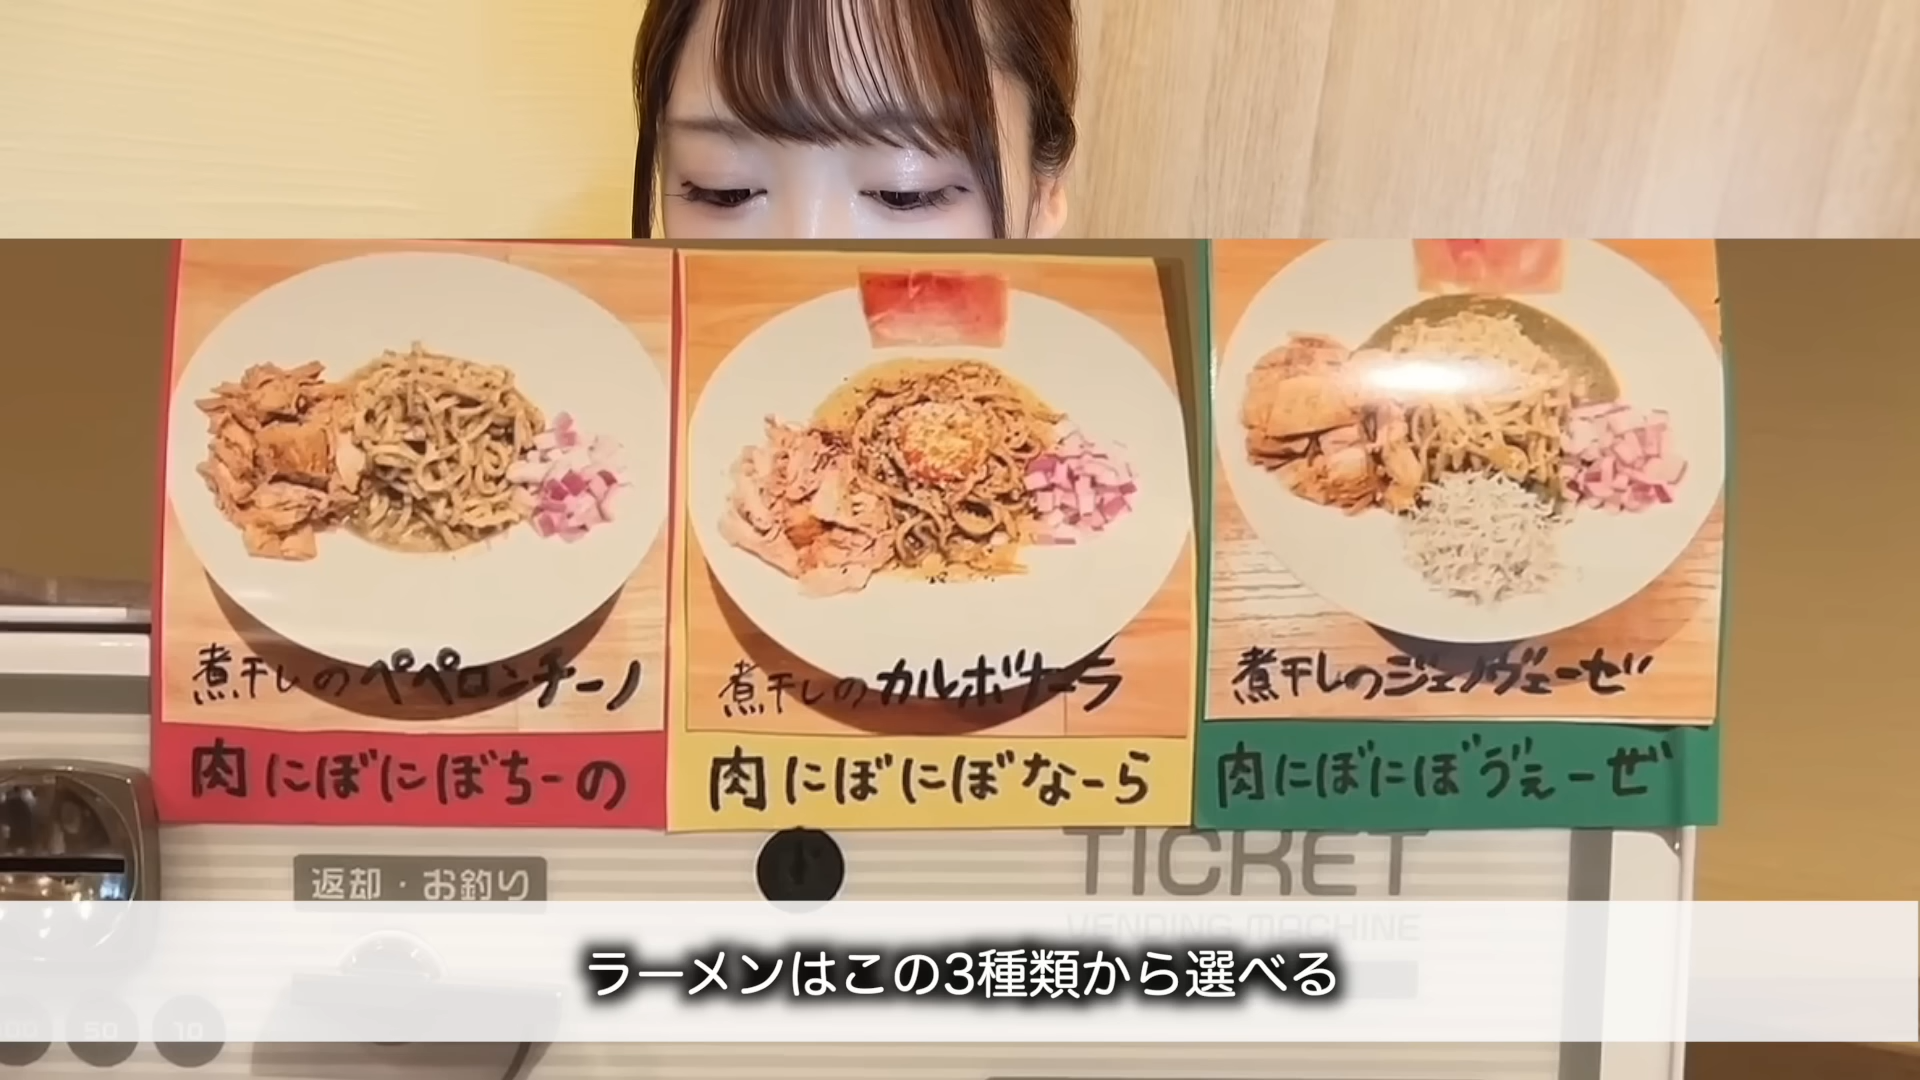 煮干しのペペロンチーノ
肉にぼにぼちーの
煮干しのカルボナーラ
肉にぼにぼなーら
煮干しのジェノヴェーゼ
肉にぼにぼゔぇーぜ
返却・お釣り
TICKET
VENDING MACHINE
ラーメンはこの3種類から選べる
50
10